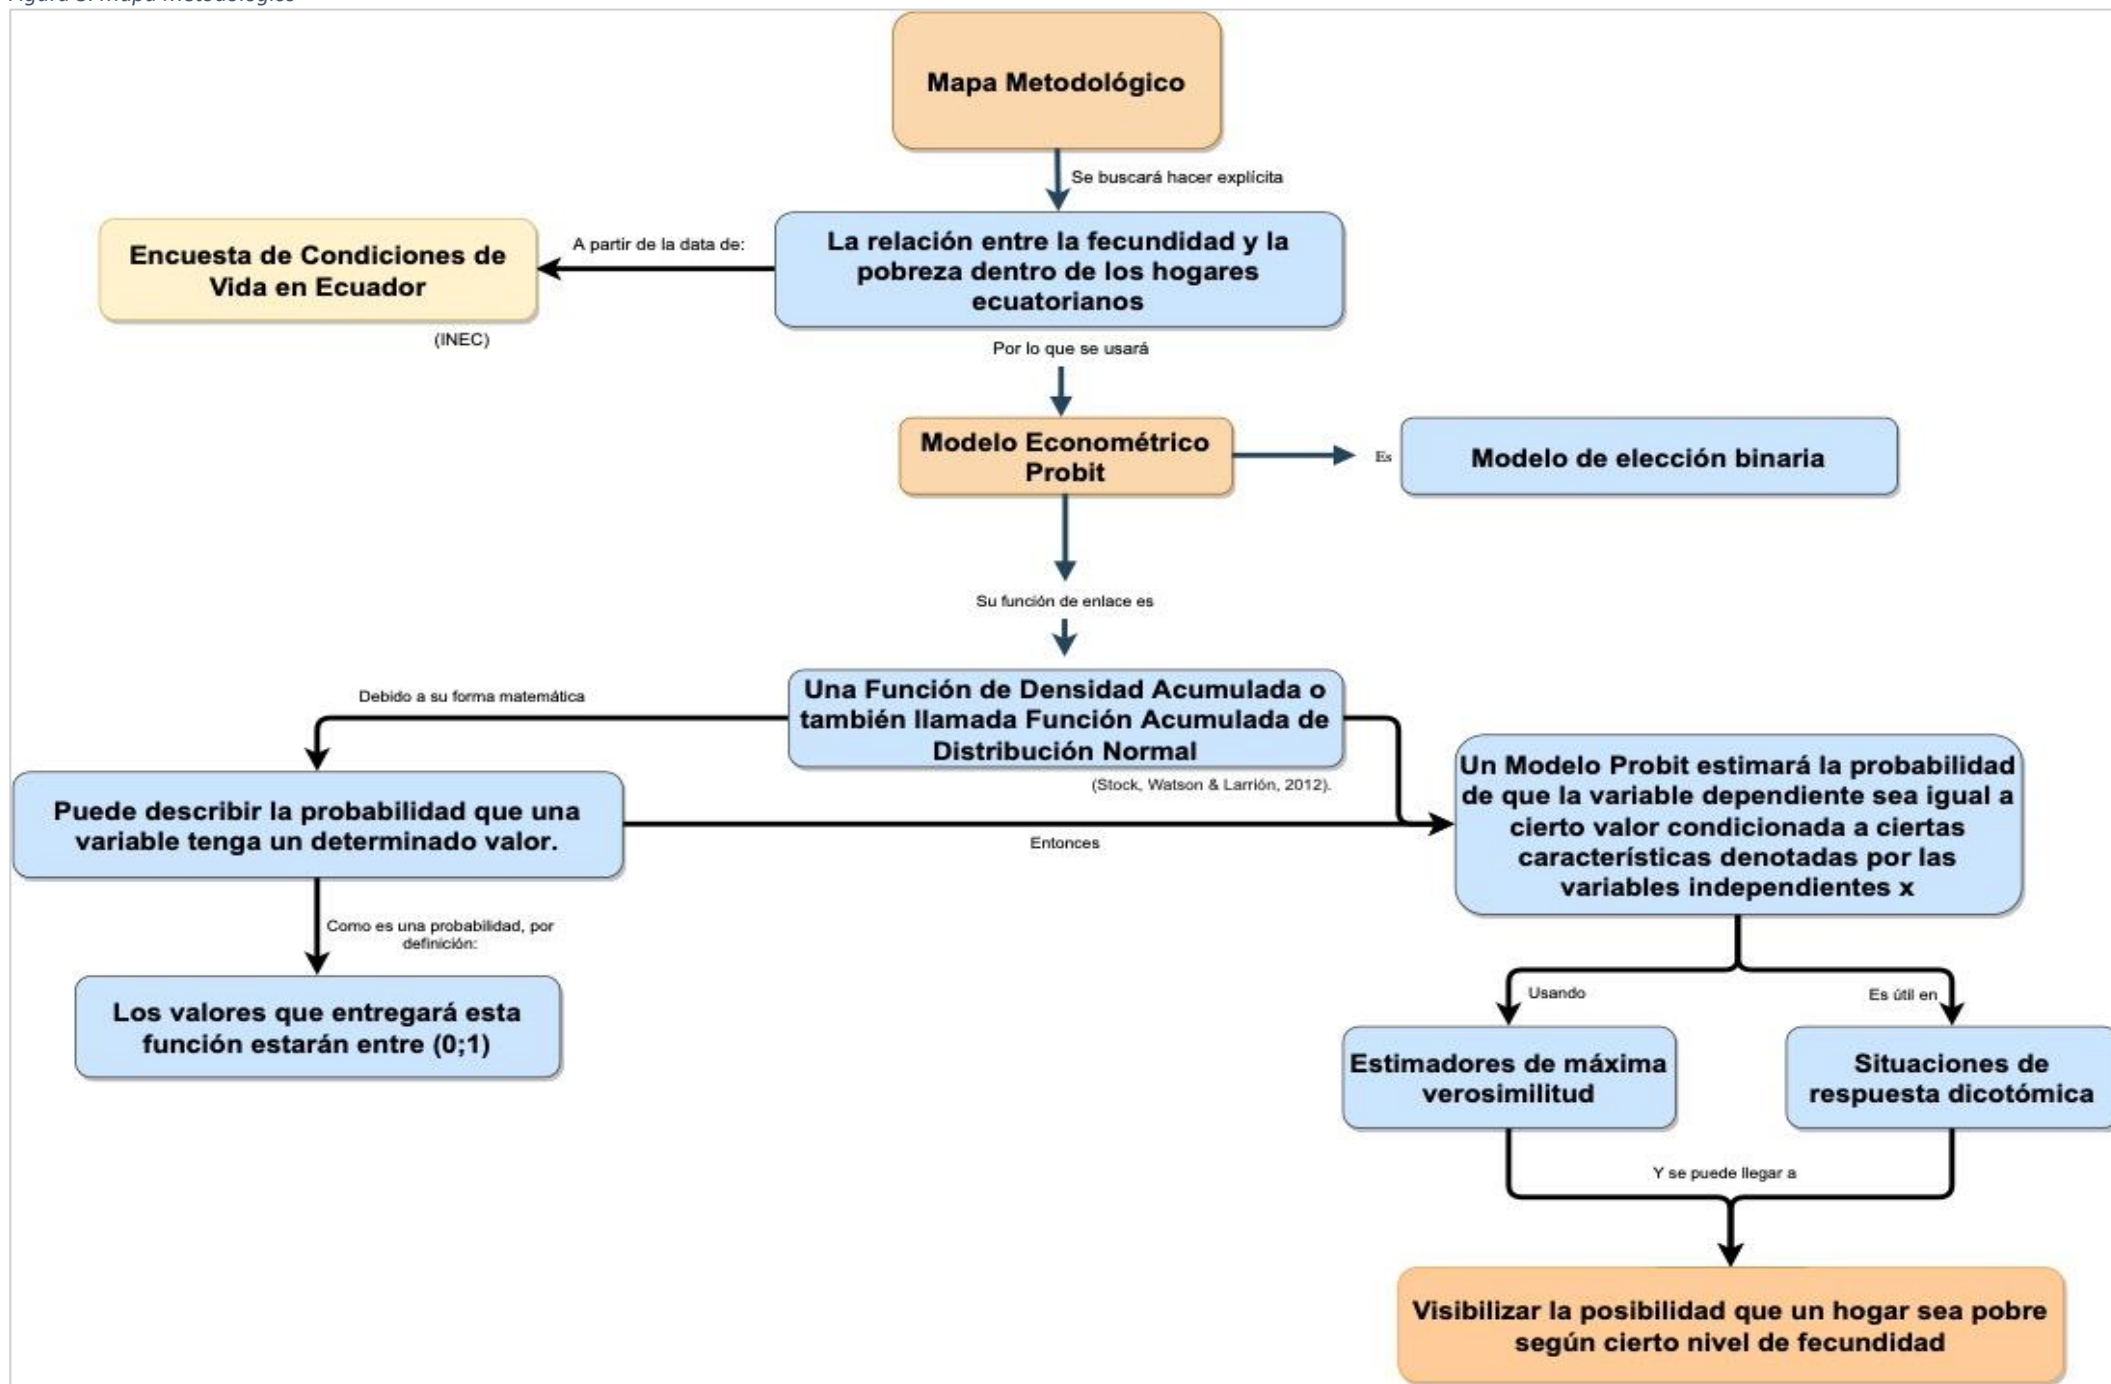 Mapa Metodológico
Se buscará hacer explícita
La relación entre la fecundidad y la
pobreza dentro de los hogares
ecuatorianos
A partir de la data de:
Encuesta de Condiciones de
Vida en Ecuador
(INEC)
Por lo que se usará
Modelo Econométrico
Probit
Es
Modelo de elección binaria
Su función de enlace es
Una Función de Densidad Acumulada o
también llamada Función Acumulada de
Distribución Normal
(Stock, Watson & Larrión, 2012).
Debido a su forma matemática
Puede describir la probabilidad que una
variable tenga un determinado valor.
Entonces
Un Modelo Probit estimará la probabilidad
de que la variable dependiente sea igual a
cierto valor condicionada a ciertas
características denotadas por las
variables independientes x
Como es una probabilidad, por
definición:
Los valores que entregará esta
función estarán entre (0;1)
Usando
Es útil en
Estimadores de máxima
verosimilitud
Situaciones de
respuesta dicotómica
Y se puede llegar a
Visibilizar la posibilidad que un hogar sea pobre
según cierto nivel de fecundidad